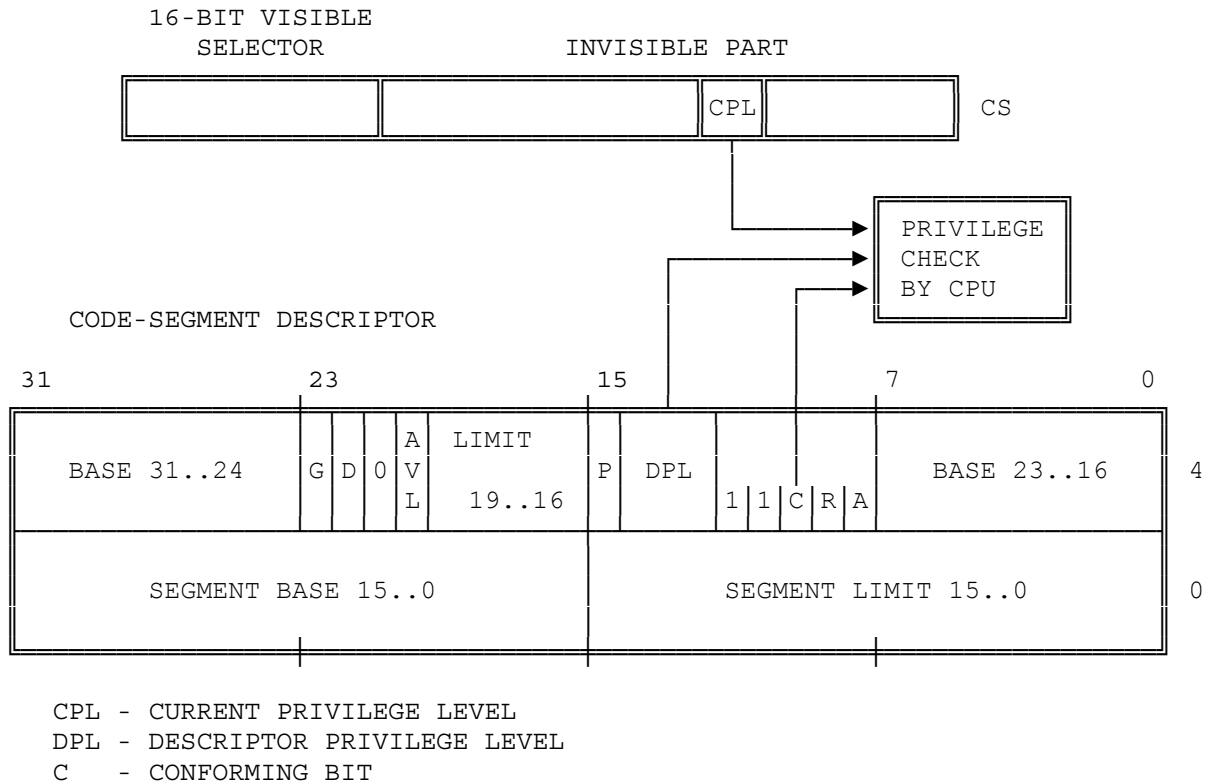 16-BIT VISIBLE
SELECTOR INVISIBLE PART
CPL CS
PRIVILEGE
CHECK
BY CPU
CODE-SEGMENT DESCRIPTOR
31 23 15 7 0
BASE 31..24 G D 0 AVL LIMIT 19..16 P DPL 1 1 C R A BASE 23..16 4
SEGMENT BASE 15..0 SEGMENT LIMIT 15..0 0
CPL - CURRENT PRIVILEGE LEVEL
DPL - DESCRIPTOR PRIVILEGE LEVEL
C - CONFORMING BIT